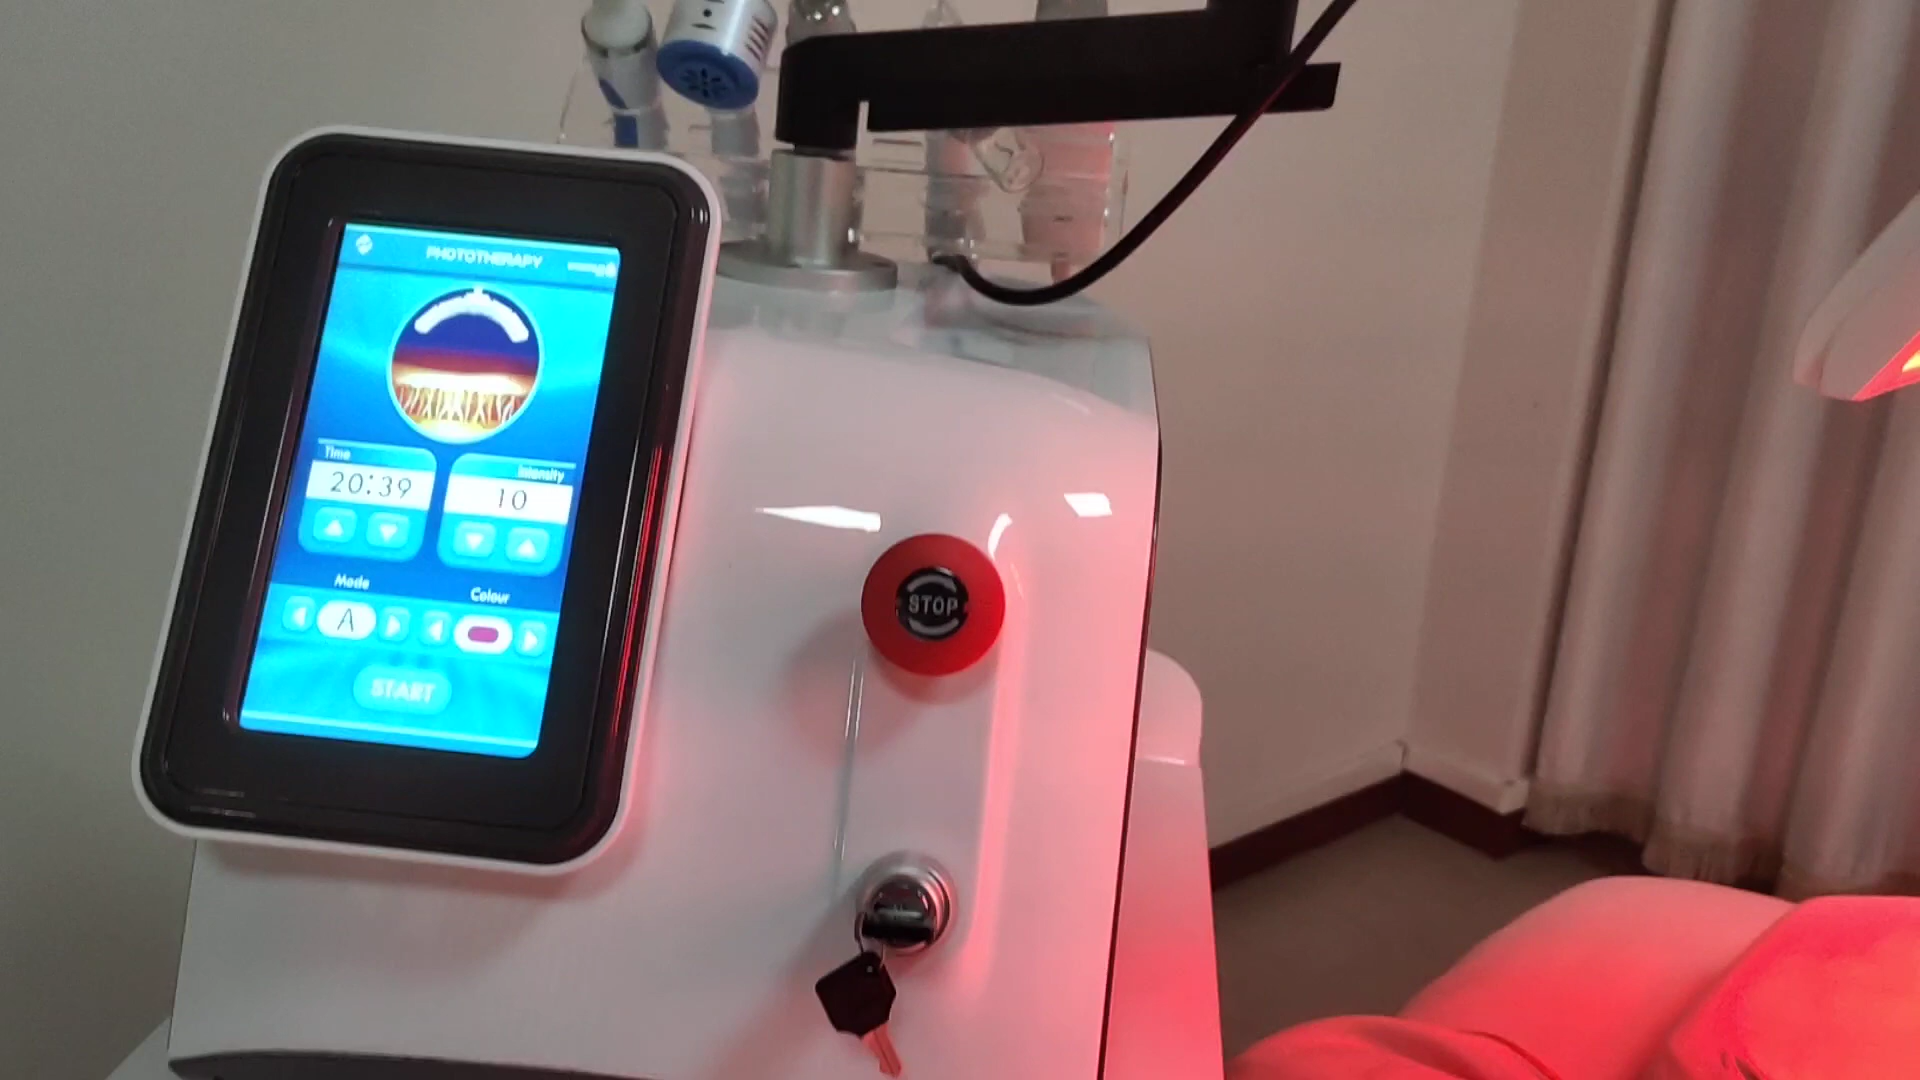 PHOTOTHERAPY
Time
Intensity
20:39
10
Mode
Colour
A
START
STOP